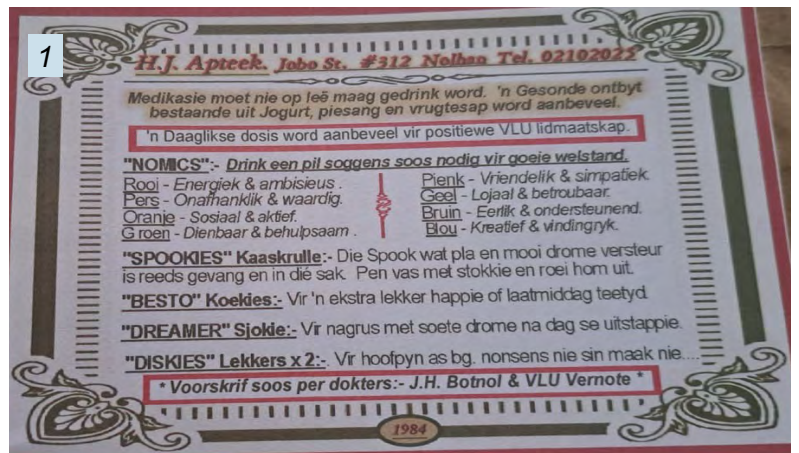 1
H.J. Apteek. Jobo St. #312 Nolhan Tel. 02102025
Medikasie moet nie op leë maag gedrink word. 'n Gesonde ontbyt
bestaande uit Jogurt, piesang en vrugtesap word aanbeveel.
'n Daaglikse dosis word aanbeveel vir positiewe VLU lidmaatskap.
"NOMICS":- Drink een pil soggens soos nodig vir goeie welstand.
Rooi - Energiek & ambisieus .
Pers - Onafhanklik & waardig.
Oranje - Sosiaal & aktief.
Groen - Dienbaar & behulpsaam .
Pienk - Vriendelik & simpatiek.
Geel - Lojaal & betroubaar.
Bruin - Eerlik & ondersteunend.
Blou - Kreatief & vindingryk.
"SPOOKIES" Kaaskrulle:- Die Spook wat pla en mooi drome versteur
is reeds gevang en in dié sak. Pen vas met stokkie en roei hom uit.
"BESTO" Koekies:- Vir 'n ekstra lekker happie of laatmiddag teetyd.
"DREAMER" Sjokie:- Vir nagrus met soete drome na dag se uitstappie.
"DISKIES" Lekkers x 2:-. Vir hoofpyn as bg. nonsens nie sin maak nie....
* Voorskrif soos per dokters:- J.H. Botnol & VLU Vernote *
1984